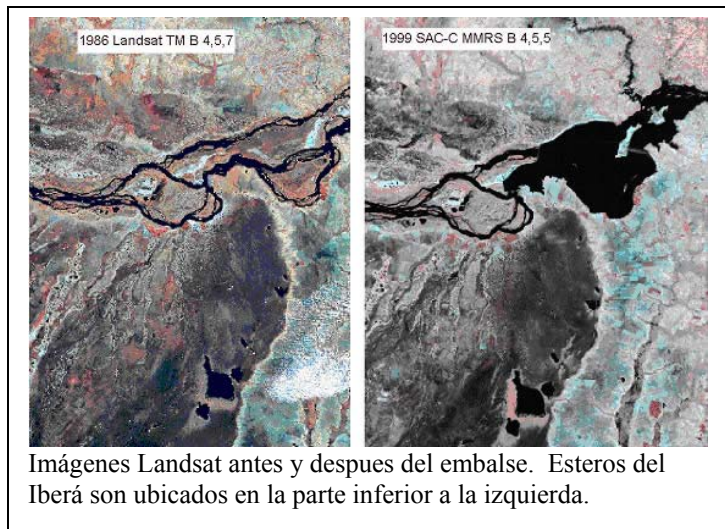 1986 Landsat TM B 4,5,7
1999 SAC-C MMRS B 4,5,5
Imágenes Landsat antes y despues del embalse.  Esteros del
Iberá son ubicados en la parte inferior a la izquierda.